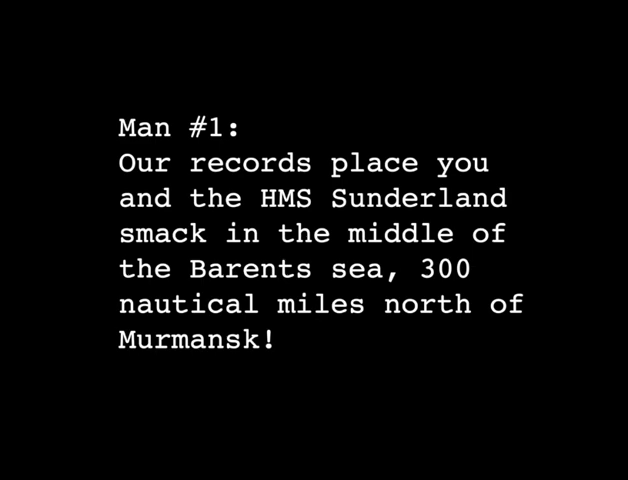 Man #1:
Our records place you
and the HMS Sunderland
smack in the middle of
the Barents sea, 300
nautical miles north of
Murmansk!